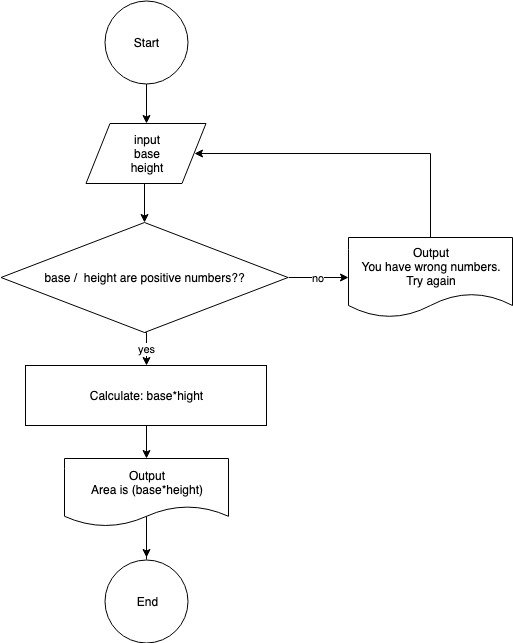 Start
input
base
height
base /  height are positive numbers??
no
Output
You have wrong numbers.
Try again
yes
Calculate: base*hight
Output
Area is (base*height)
End